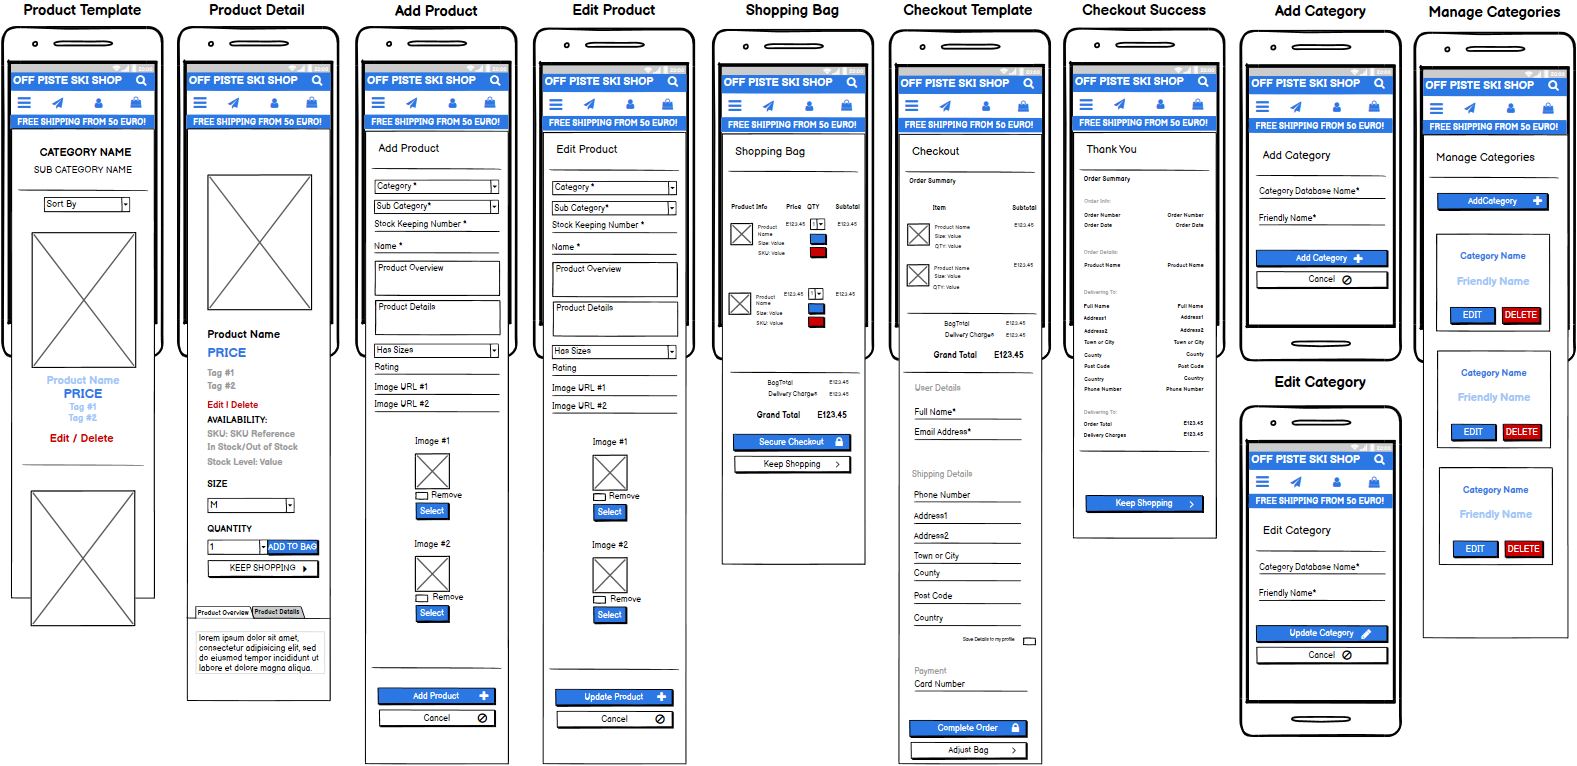 Product Template
OFF PISTE SKI SHOP
FREE SHIPPING FROM 50 EURO!
CATEGORY NAME
SUB CATEGORY NAME
Sort By
Product Name
PRICE
Tag #1
Tag #2
Edit / Delete
Product Detail
OFF PISTE SKI SHOP
FREE SHIPPING FROM 50 EURO!
Product Name
PRICE
Tag #1
Tag #2
Edit | Delete
AVAILABILITY:
SKU: SKU Reference
In Stock/Out of Stock
Stock Level: Value
SIZE
M
QUANTITY
1
ADD TO BAG
KEEP SHOPPING
Product Overview
Product Details
lorem ipsum dolor sit amet,
consectetur adipisicing elit, sed
do eiusmod tempor incididunt ut
labore et dolore magna aliqua.
Add Product
OFF PISTE SKI SHOP
FREE SHIPPING FROM 50 EURO!
Add Product
Category *
Sub Category*
Stock Keeping Number *
Name *
Product Overview
Product Details
Has Sizes
Rating
Image URL #1
Image URL #2
Image #1
Remove
Select
Image #2
Remove
Select
Add Product
Cancel
Edit Product
OFF PISTE SKI SHOP
FREE SHIPPING FROM 50 EURO!
Edit Product
Category *
Sub Category*
Stock Keeping Number *
Name *
Product Overview
Product Details
Has Sizes
Rating
Image URL #1
Image URL #2
Image #1
Remove
Select
Image #2
Remove
Select
Update Product
Cancel
Shopping Bag
OFF PISTE SKI SHOP
FREE SHIPPING FROM 50 EURO!
Shopping Bag
Product Info Price QTY Subtotal
Product E123.45 1 E123.45
Name
Size: Value
SKU: Value
Product E123.45 1 E123.45
Name
Size: Value
SKU: Value
BagTotal E123.45
Delivery Charge* E123.45
Grand Total E123.45
Secure Checkout
Keep Shopping
Checkout Template
OFF PISTE SKI SHOP
FREE SHIPPING FROM 50 EURO!
Checkout
Order Summary
Item Subtotal
Product Name E123.45
Size: Value
QTY: Value
Product Name E123.45
Size: Value
QTY: Value
BagTotal E123.45
Delivery Charge* E123.45
Grand Total E123.45
User Details
Full Name*
Email Address*
Shipping Details
Phone Number
Address1
Address2
Town or City
County
Post Code
Country
Save Details to my profile
Payment
Card Number
Complete Order
Adjust Bag
Checkout Success
OFF PISTE SKI SHOP
FREE SHIPPING FROM 50 EURO!
Thank You
Order Summary
Order Info:
Order Number Order Number
Order Date Order Date
Order Details:
Product Name Product Name
Delivering To:
Full Name Full Name
Address1 Address1
Address2 Address2
Town or City Town or City
County County
Post Code Post Code
Country Country
Phone Number Phone Number
Delivering To:
Order Total E123.45
Delivery Charges E123.45
Keep Shopping
Add Category
OFF PISTE SKI SHOP
FREE SHIPPING FROM 50 EURO!
Add Category
Category Database Name*
Friendly Name*
Add Category
Cancel
Edit Category
OFF PISTE SKI SHOP
FREE SHIPPING FROM 50 EURO!
Edit Category
Category Database Name*
Friendly Name*
Update Category
Cancel
Manage Categories
OFF PISTE SKI SHOP
FREE SHIPPING FROM 50 EURO!
Manage Categories
AddCategory
Category Name
Friendly Name
EDIT DELETE
Category Name
Friendly Name
EDIT DELETE
Category Name
Friendly Name
EDIT DELETE